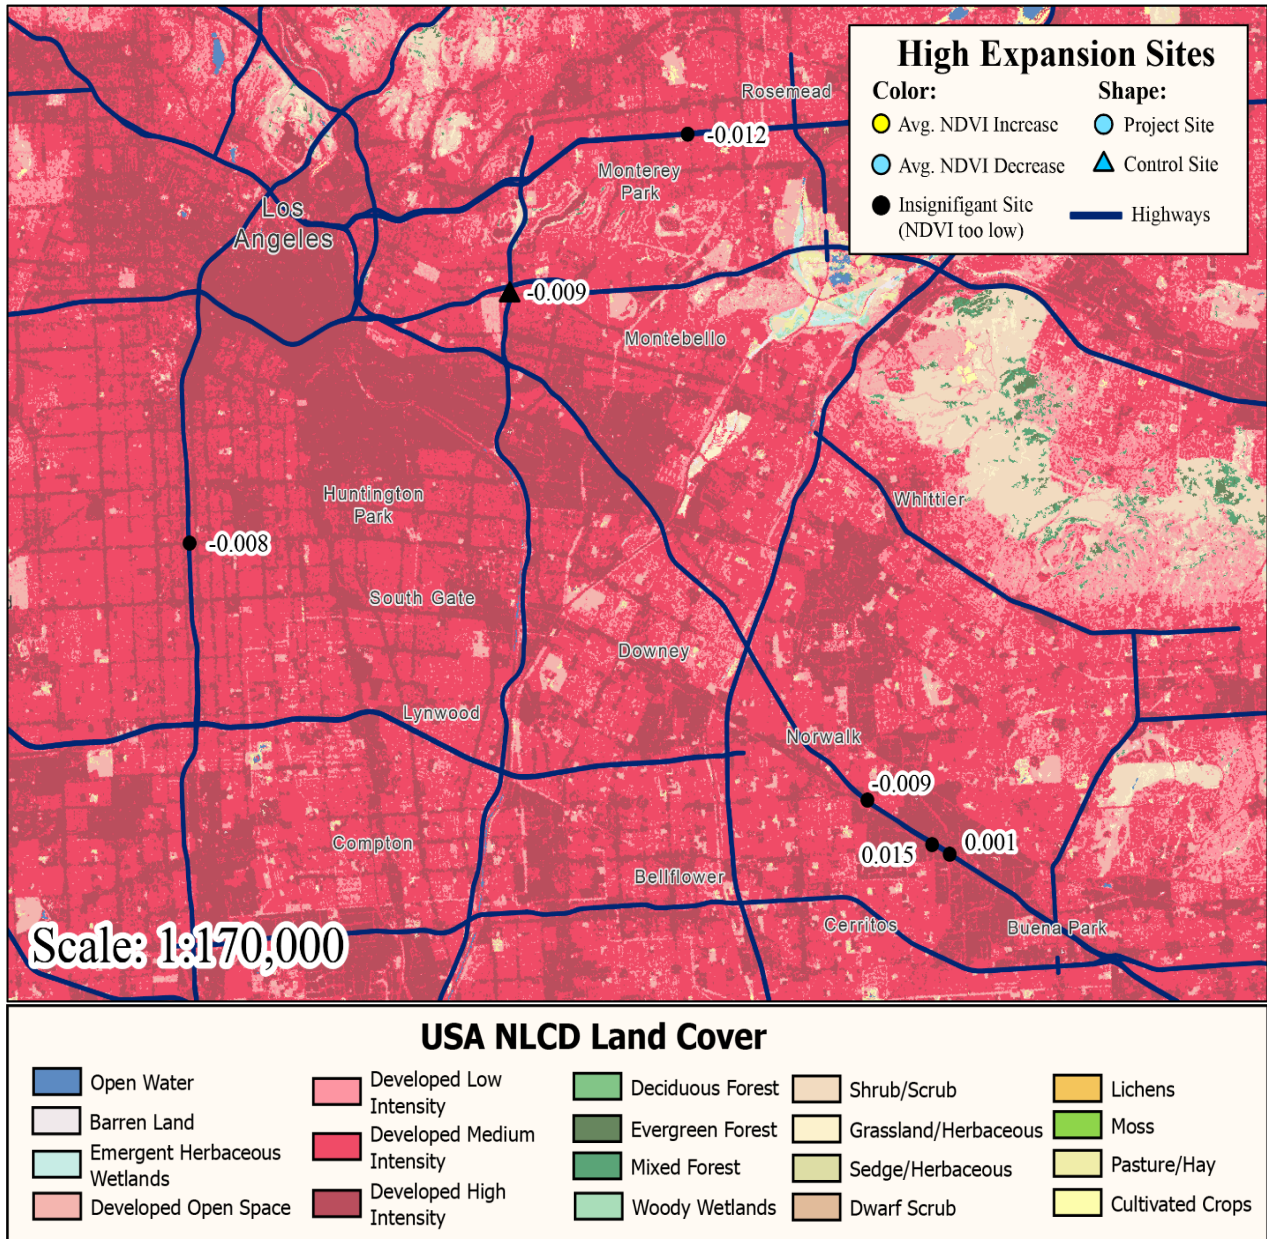 High Expansion Sites
Color:
Shape:
Avg. NDVI Increase
Project Site
Avg. NDVI Decrease
Control Site
Insignifigant Site
(NDVI too low)
Highways
Rosemead
-0.012
Monterey
Park
Los
Angeles
-0.009
Montebello
Huntington
Park
Whittier
-0.008
South Gate
Downey
Lynwood
Norwalk
-0.009
Compton
0.015
0.001
Bellflower
Cerritos
Buena Park
Scale: 1:170,000
USA NLCD Land Cover
Open Water
Barren Land
Emergent Herbaceous
Wetlands
Developed Open Space
Developed Low
Intensity
Developed Medium
Intensity
Developed High
Intensity
Deciduous Forest
Evergreen Forest
Mixed Forest
Woody Wetlands
Shrub/Scrub
Grassland/Herbaceous
Sedge/Herbaceous
Dwarf Scrub
Lichens
Moss
Pasture/Hay
Cultivated Crops